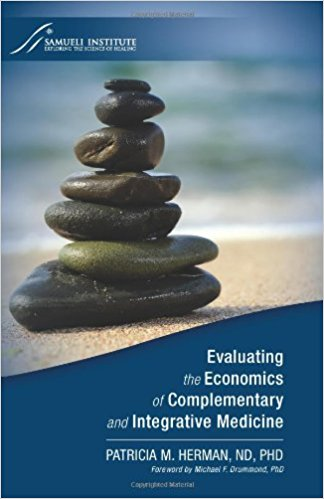 SAMUELI INSTITUTE
EXPLORING THE SCIENCE OF HEALING
Evaluating
the Economics
of Complementary
and Integrative Medicine
PATRICIA M. HERMAN, ND, PHD
Foreword by Michael F. Drummond, PhD